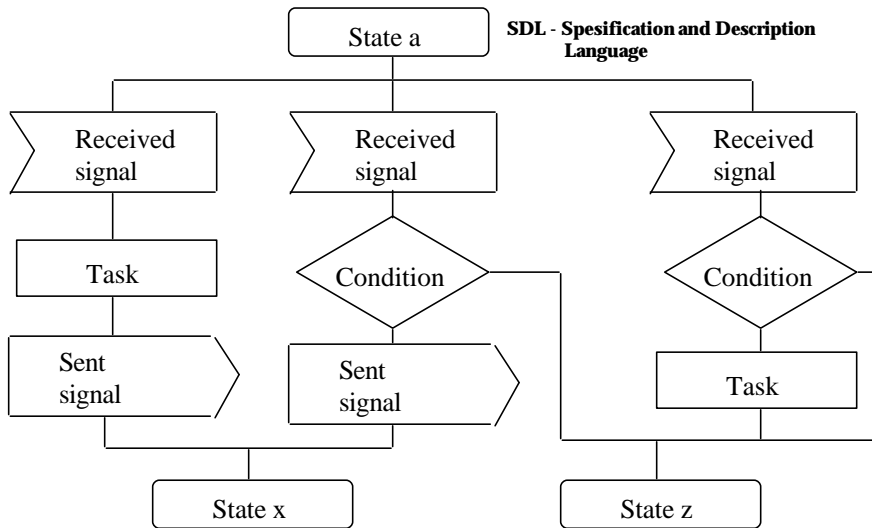 State a
SDL - Spesification and Description
Language
Received
signal
Received
signal
Received
signal
Task
Condition
Condition
Sent
signal
Sent
signal
Task
State x
State z